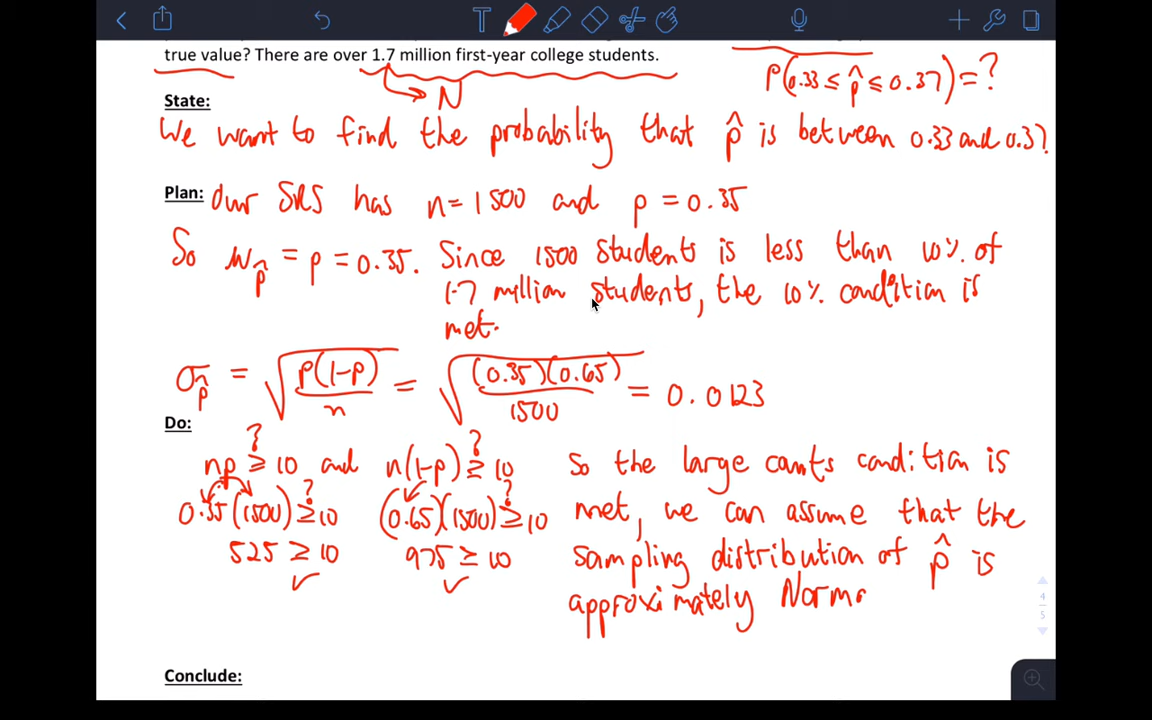 true value? There are over 1.7 million first-year college students.
P(0.33 ≤ p̂ ≤ 0.37) = ?
N
State:
We want to find the probability that p̂ is between 0.33 and 0.37.
Plan: Our SRS has n = 1500 and p = 0.35
So μp̂ = p = 0.35. Since 1500 students is less than 10% of
1.7 million students, the 10% condition is
met.
σp̂ = √(p(1-p)/n) = √((0.35)(0.65)/1500) = 0.0123
Do:
np ≥? 10 and n(1-p) ≥? 10 So the large counts condition is
0.35(1500) ≥? 10 (0.65)(1500) ≥? 10 met, we can assume that the
525 ≥ 10 975 ≥ 10 sampling distribution of p̂ is
✓ ✓ approximately Norma
4
5
Conclude: